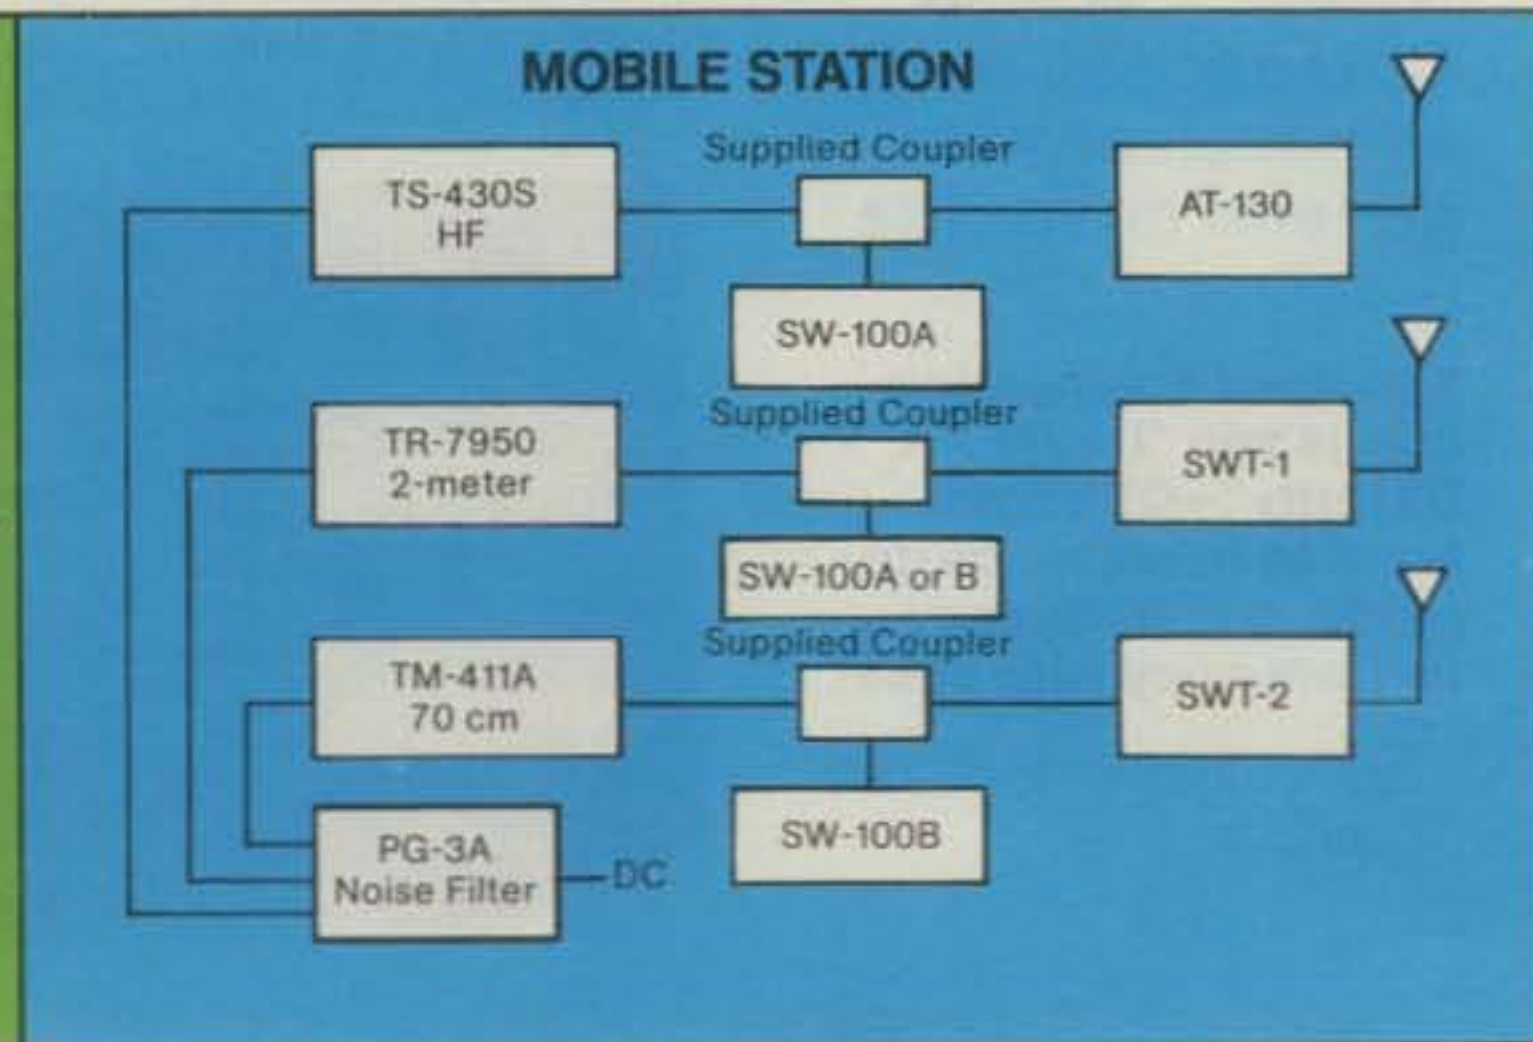 MOBILE STATION
Supplied Coupler
TS-430S
HF
AT-130
SW-100A
Supplied Coupler
TR-7950
2-meter
SWT-1
SW-100A or B
Supplied Coupler
TM-411A
70 cm
SWT-2
SW-100B
PG-3A
Noise Filter
DC